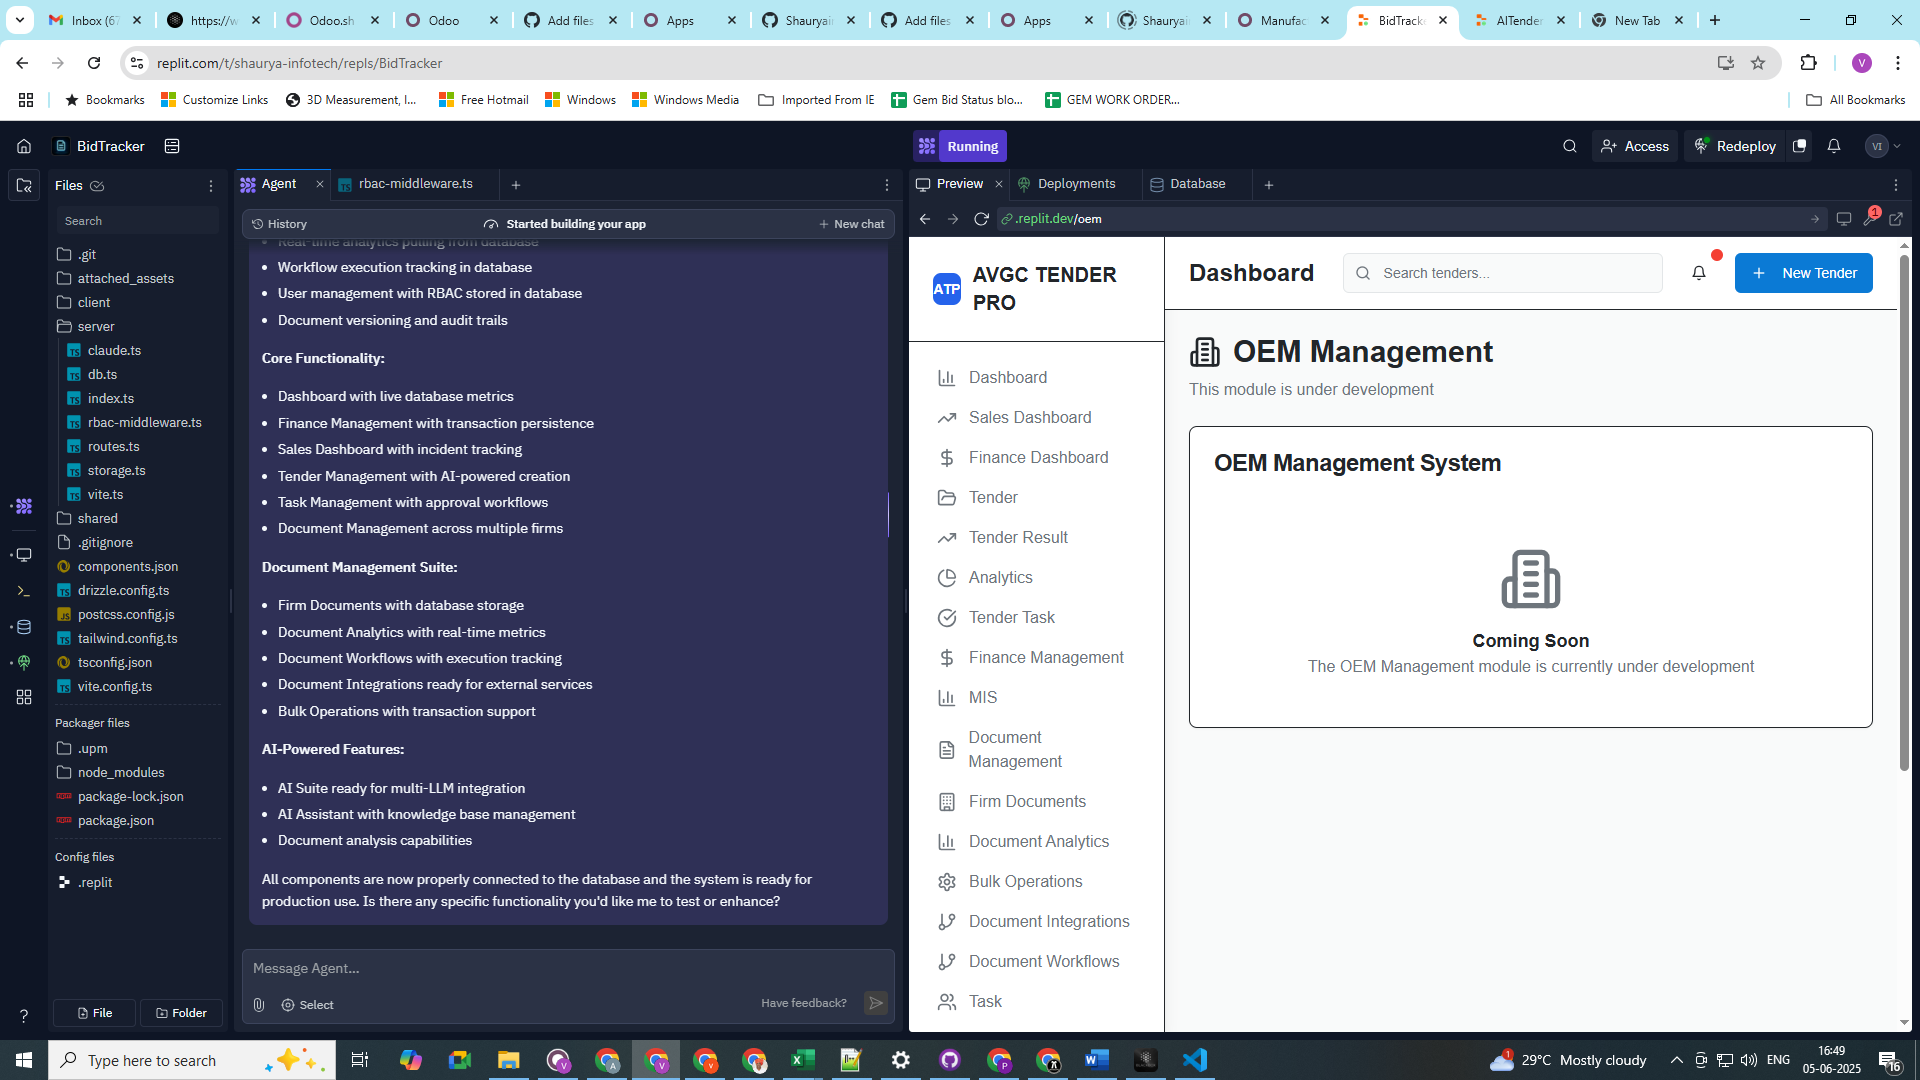 Inbox (67
https://w
Odoo.sh
Odoo
Add files
Apps
Shauryai
Add files
Apps
Shauryai
Manufac
BidTracke
AITender
New Tab
replit.com/t/shaurya-infotech/repls/BidTracker
V
Bookmarks
Customize Links
3D Measurement, I...
Free Hotmail
Windows
Windows Media
Imported From IE
Gem Bid Status blo...
GEM WORK ORDER...
All Bookmarks
BidTracker
Running
Access
Redeploy
VI
Files
Agent
rbac-middleware.ts
Preview
Deployments
Database
Search
History
Started building your app
New chat
.replit.dev/oem
1
.git
attached_assets
client
server
claude.ts
db.ts
index.ts
rbac-middleware.ts
routes.ts
storage.ts
vite.ts
shared
.gitignore
components.json
drizzle.config.ts
postcss.config.js
tailwind.config.ts
tsconfig.json
vite.config.ts
Packager files
.upm
node_modules
package-lock.json
package.json
Config files
.replit
File
Folder
Real-time analytics pulling from database
Workflow execution tracking in database
User management with RBAC stored in database
Document versioning and audit trails
Core Functionality:
Dashboard with live database metrics
Finance Management with transaction persistence
Sales Dashboard with incident tracking
Tender Management with AI-powered creation
Task Management with approval workflows
Document Management across multiple firms
Document Management Suite:
Firm Documents with database storage
Document Analytics with real-time metrics
Document Workflows with execution tracking
Document Integrations ready for external services
Bulk Operations with transaction support
AI-Powered Features:
AI Suite ready for multi-LLM integration
AI Assistant with knowledge base management
Document analysis capabilities
All components are now properly connected to the database and the system is ready for
production use. Is there any specific functionality you'd like me to test or enhance?
Message Agent...
Select
Have feedback?
ATP
AVGC TENDER
PRO
Dashboard
Sales Dashboard
Finance Dashboard
Tender
Tender Result
Analytics
Tender Task
Finance Management
MIS
Document
Management
Firm Documents
Document Analytics
Bulk Operations
Document Integrations
Document Workflows
Task
Dashboard
Search tenders...
New Tender
OEM Management
This module is under development
OEM Management System
Coming Soon
The OEM Management module is currently under development
Type here to search
1
29°C Mostly cloudy
ENG
16:49
05-06-2025
16